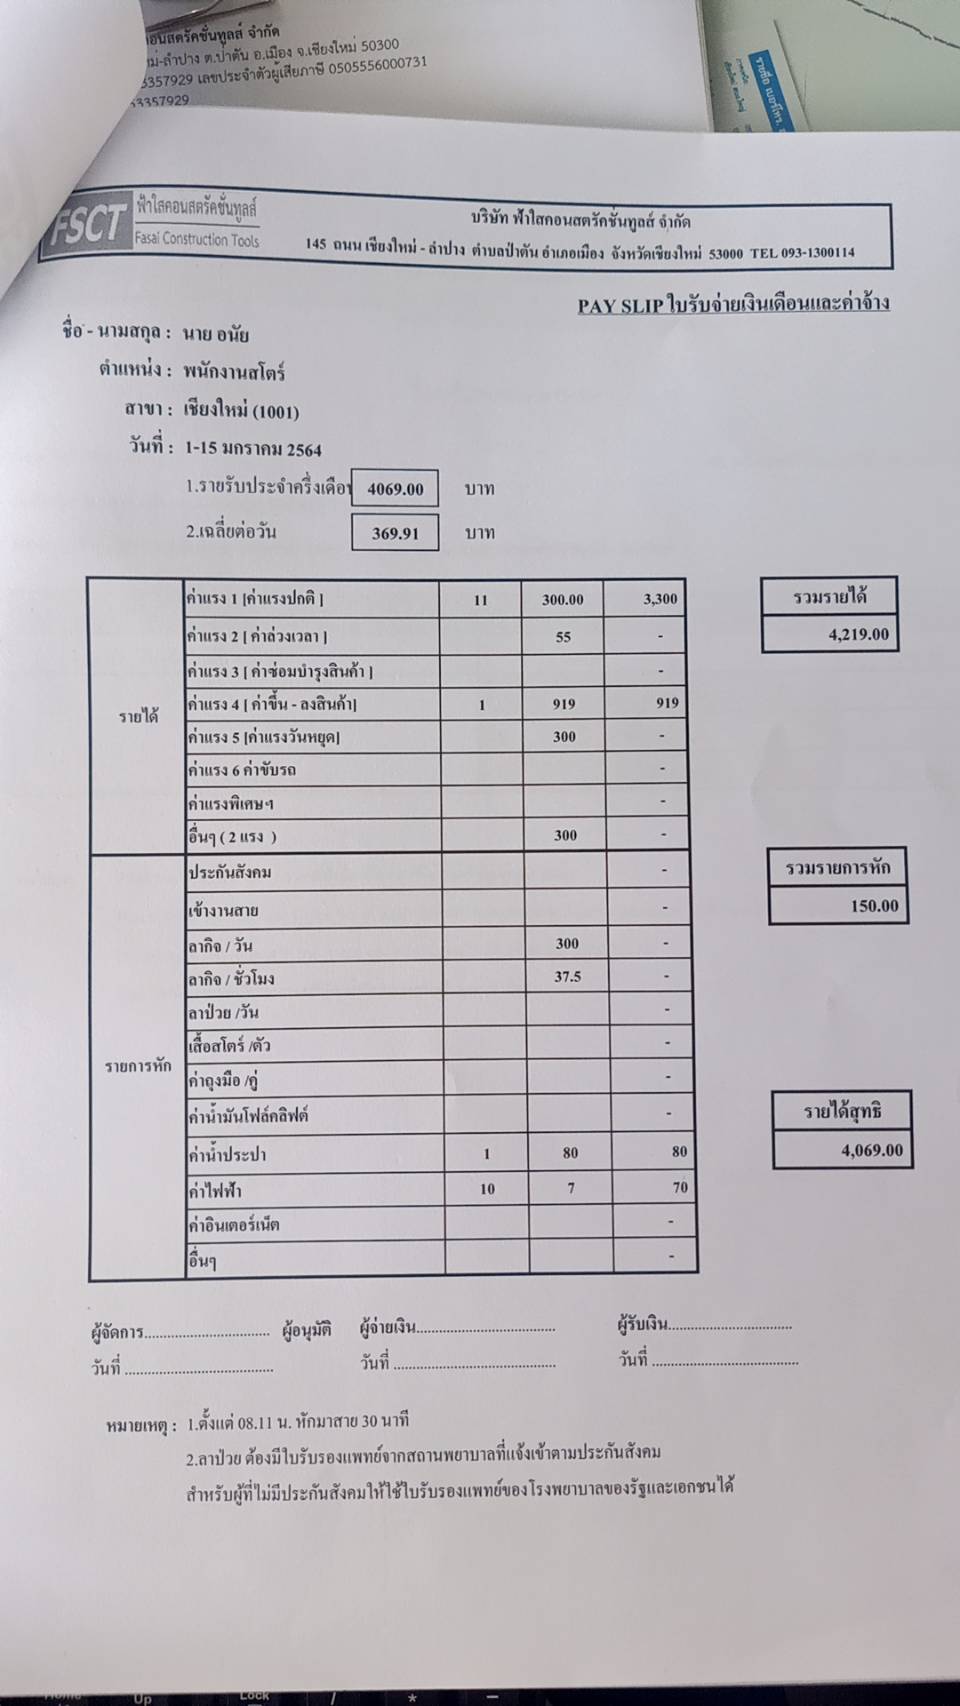 อนสตรัคชั่นทูลส์ จำกัด
ม่-ลำปาง ต.ป่าตัน อ.เมือง จ.เชียงใหม่ 50300
3357929 เลขประจำตัวผู้เสียภาษี 0505556000731
3357929
รายชื่อ เบอร์โทร.
FSCT ฟ้าใสคอนสตรัคชั่นทูลส์
Fasai Construction Tools
บริษัท ฟ้าใสคอนสตรัคชั่นทูลส์ จำกัด
145 ถนน เชียงใหม่ - ลำปาง ตำบลป่าตัน อำเภอเมือง จังหวัดเชียงใหม่ 53000 TEL 093-1300114
PAY SLIP ใบรับจ่ายเงินเดือนและค่าจ้าง
ชื่อ - นามสกุล : นาย อนัย
ตำแหน่ง : พนักงานสโตร์
สาขา : เชียงใหม่ (1001)
วันที่ : 1-15 มกราคม 2564
1.รายรับประจำครึ่งเดือน 4069.00 บาท
2.เฉลี่ยต่อวัน 369.91 บาท
รายได้
ค่าแรง 1 [ค่าแรงปกติ ] 11 300.00 3,300
ค่าแรง 2 [ ค่าล่วงเวลา ] 55 -
ค่าแรง 3 [ ค่าซ่อมบำรุงสินค้า ] -
ค่าแรง 4 [ ค่าขึ้น - ลงสินค้า] 1 919 919
ค่าแรง 5 [ค่าแรงวันหยุด] 300 -
ค่าแรง 6 ค่าขับรถ -
ค่าแรงพิเศษฯ -
อื่นๆ ( 2 แรง ) 300 -
รวมรายได้
4,219.00
รายการหัก
ประกันสังคม -
เข้างานสาย -
ลากิจ / วัน 300 -
ลากิจ / ชั่วโมง 37.5 -
ลาป่วย /วัน -
เสื้อสโตร์ /ตัว -
ค่าถุงมือ /คู่ -
ค่าน้ำมันโฟล์คลิฟต์ -
ค่าน้ำประปา 1 80 80
ค่าไฟฟ้า 10 7 70
ค่าอินเตอร์เน็ต -
อื่นๆ -
รวมรายการหัก
150.00
รายได้สุทธิ
4,069.00
ผู้จัดการ................................ ผู้อนุมัติ ผู้จ่ายเงิน.................................... ผู้รับเงิน................................
วันที่ ...................................... วันที่ .......................................... วันที่ ......................................
หมายเหตุ : 1.ตั้งแต่ 08.11 น. หักมาสาย 30 นาที
2.ลาป่วย ต้องมีใบรับรองแพทย์จากสถานพยาบาลที่แจ้งเข้าตามประกันสังคม
สำหรับผู้ที่ไม่มีประกันสังคมให้ใช้ใบรับรองแพทย์ของโรงพยาบาลของรัฐและเอกชนได้
Home Up Lock / * -